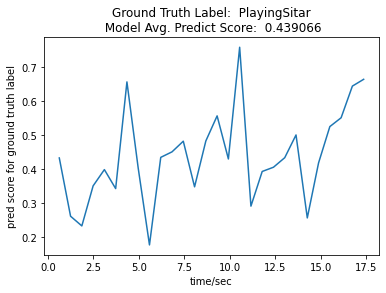 Ground Truth Label:  PlayingSitar
Model Avg. Predict Score:  0.439066
pred score for ground truth label
0.7
0.6
0.5
0.4
0.3
0.2
0.0 2.5 5.0 7.5 10.0 12.5 15.0 17.5
time/sec